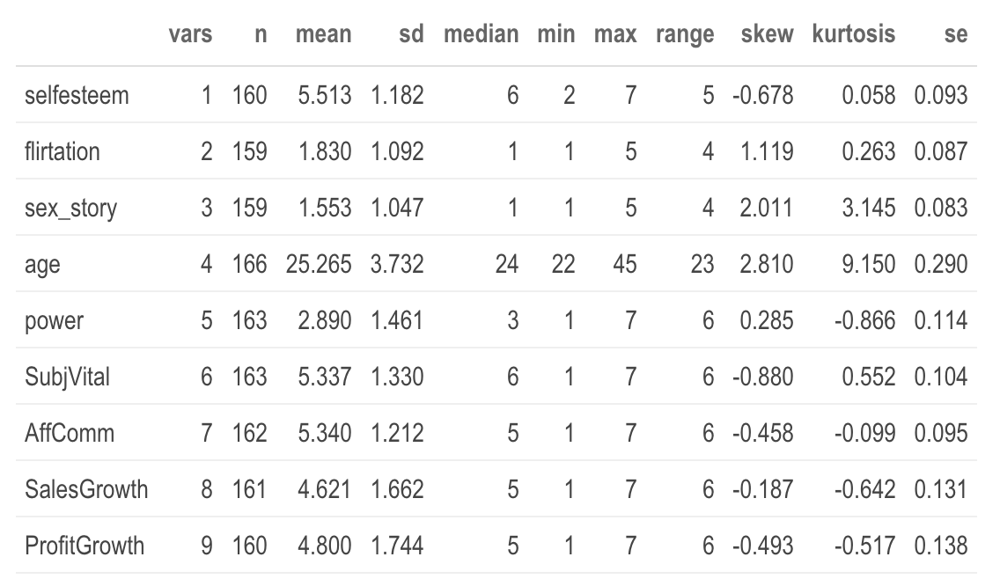 vars n mean sd median min max range skew kurtosis se
selfesteem 1 160 5.513 1.182 6 2 7 5 -0.678 0.058 0.093
flirtation 2 159 1.830 1.092 1 1 5 4 1.119 0.263 0.087
sex_story 3 159 1.553 1.047 1 1 5 4 2.011 3.145 0.083
age 4 166 25.265 3.732 24 22 45 23 2.810 9.150 0.290
power 5 163 2.890 1.461 3 1 7 6 0.285 -0.866 0.114
SubjVital 6 163 5.337 1.330 6 1 7 6 -0.880 0.552 0.104
AffComm 7 162 5.340 1.212 5 1 7 6 -0.458 -0.099 0.095
SalesGrowth 8 161 4.621 1.662 5 1 7 6 -0.187 -0.642 0.131
ProfitGrowth 9 160 4.800 1.744 5 1 7 6 -0.493 -0.517 0.138